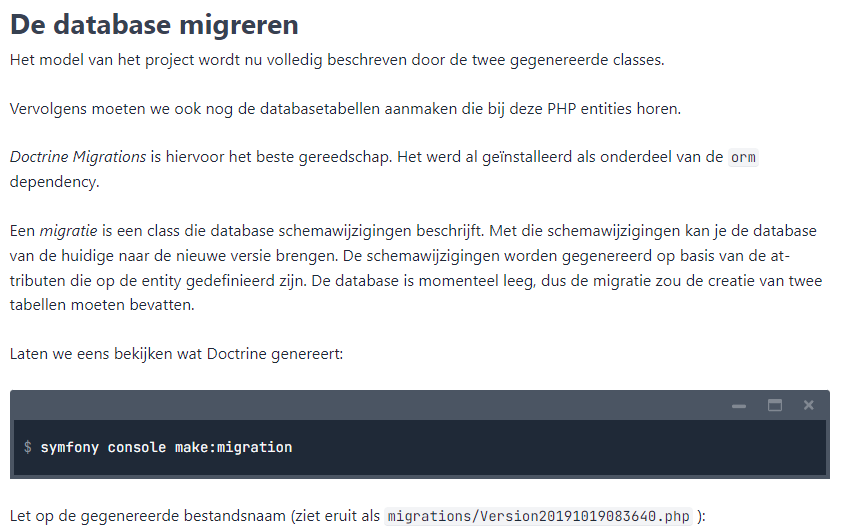 De database migreren
Het model van het project wordt nu volledig beschreven door de twee gegenereerde classes.
Vervolgens moeten we ook nog de databasetabellen aanmaken die bij deze PHP entities horen.
Doctrine Migrations is hiervoor het beste gereedschap. Het werd al geïnstalleerd als onderdeel van de orm
dependency.
Een migratie is een class die database schemawijzigingen beschrijft. Met die schemawijzigingen kan je de database
van de huidige naar de nieuwe versie brengen. De schemawijzigingen worden gegenereerd op basis van de at-
tributen die op de entity gedefinieerd zijn. De database is momenteel leeg, dus de migratie zou de creatie van twee
tabellen moeten bevatten.
Laten we eens bekijken wat Doctrine genereert:
$ symfony console make:migration
Let op de gegenereerde bestandsnaam (ziet eruit als migrations/Version20191019083640.php ):